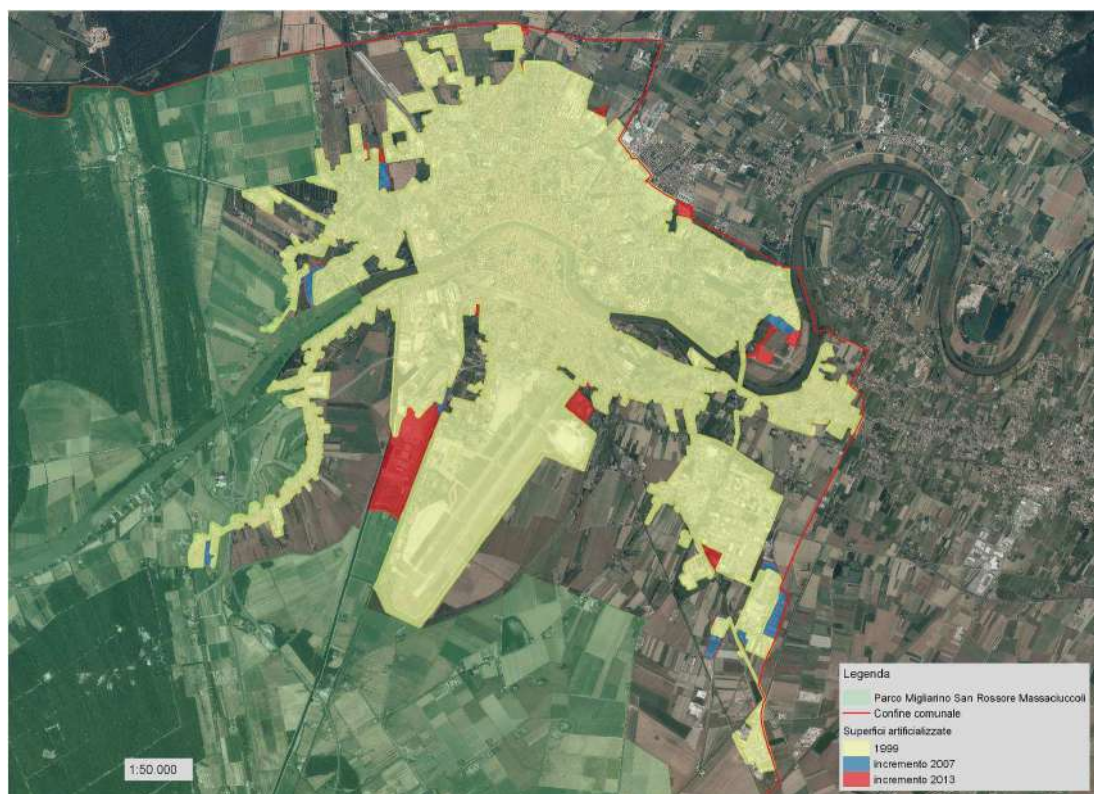 Legenda
Parco Migliarino San Rossore Massaciuccoli
Confine comunale
Superfici artificializzate
1999
incremento 2007
incremento 2013
1:50.000